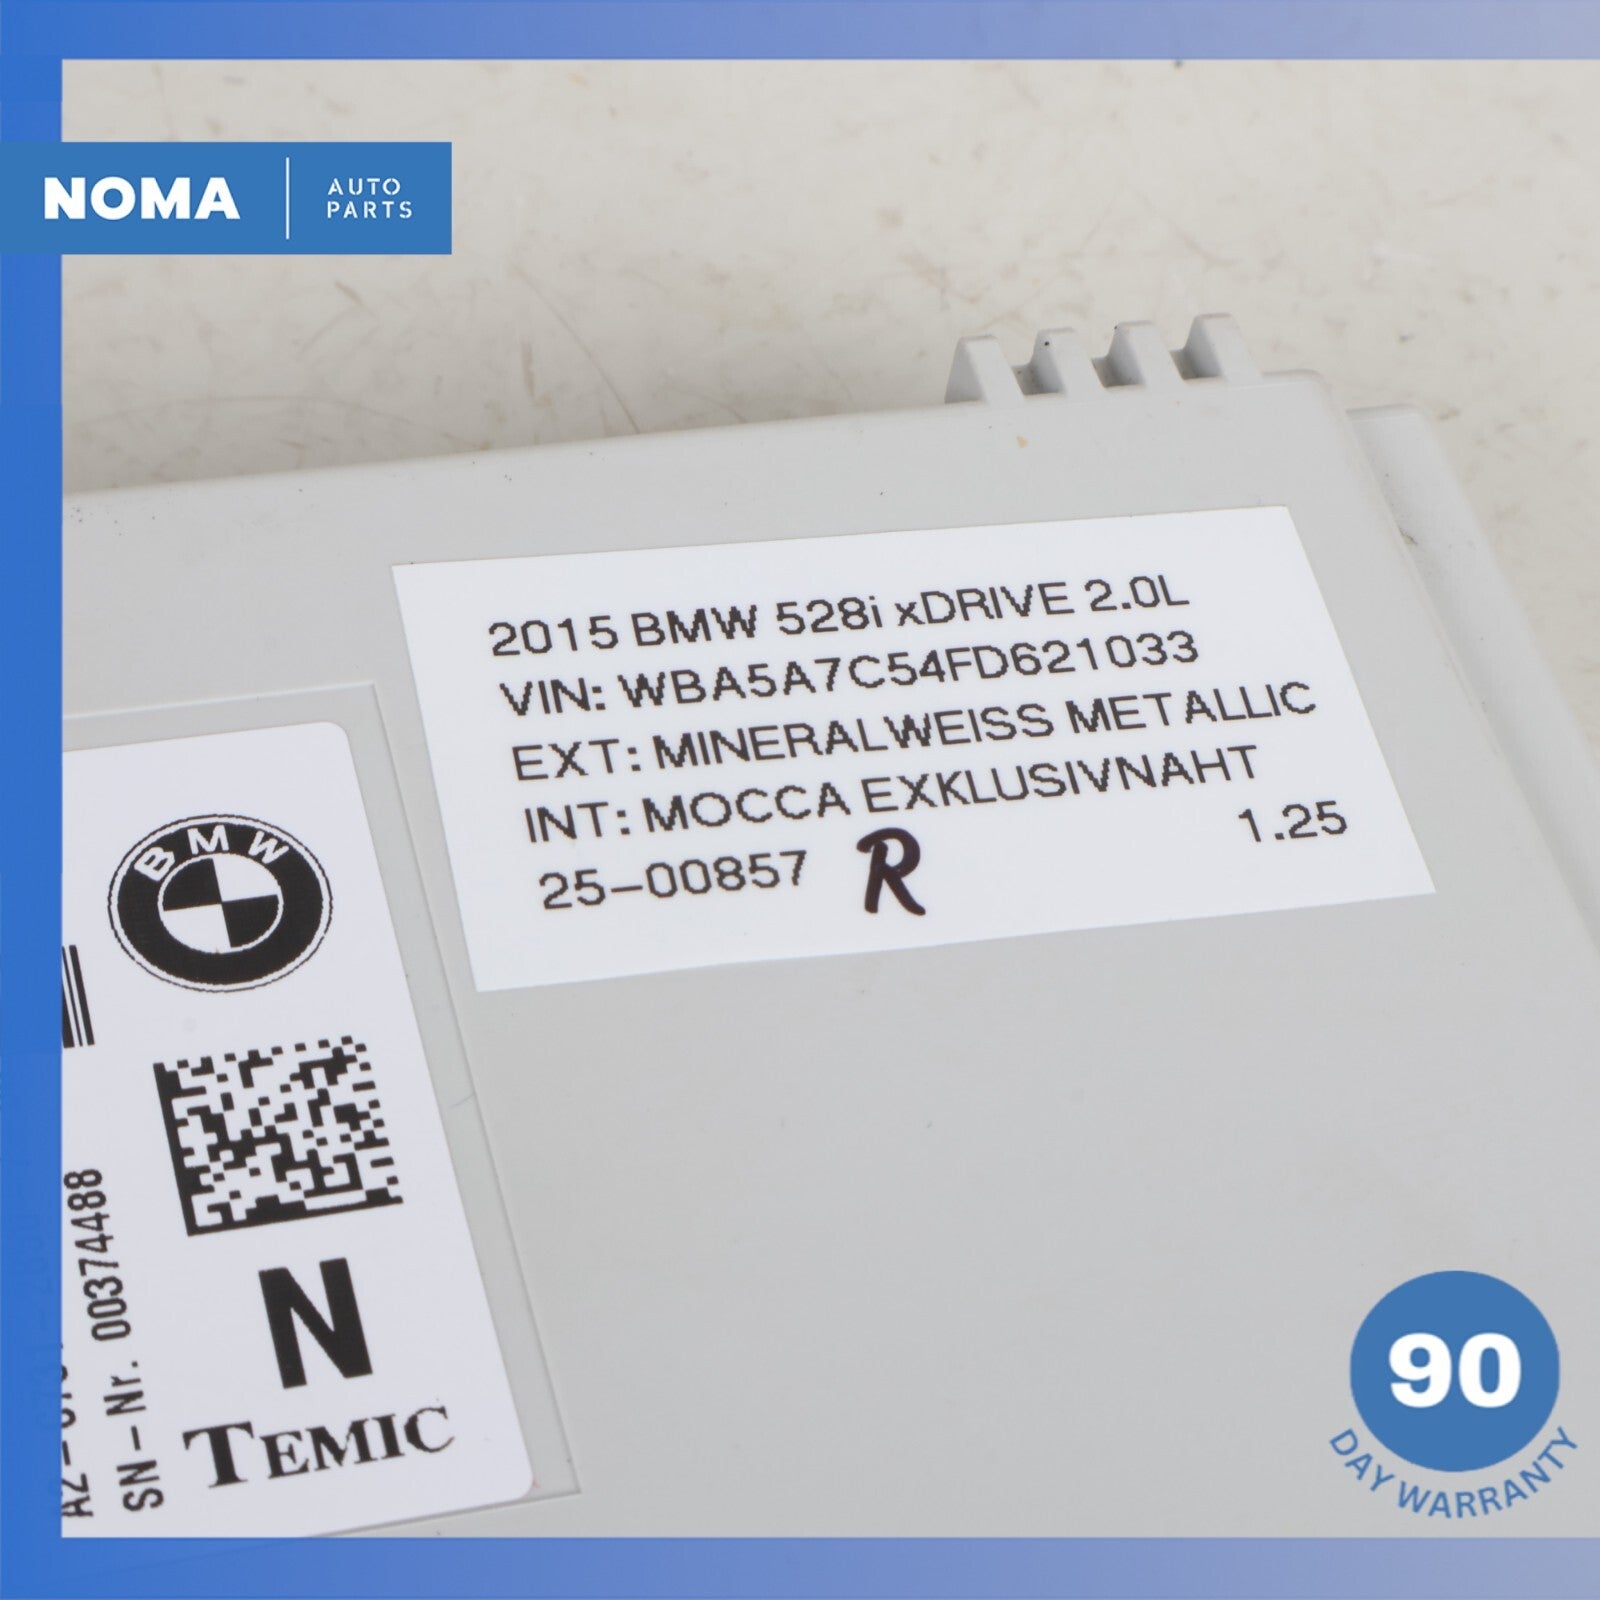 NOMA
AUTO
PARTS
2015 BMW 528i xDRIVE 2.0L
VIN: WBA5A7C54FD621033
EXT: MINERALWEISS METALLIC
INT: MOCCA EXKLUSIVNAHT
25-00857 R 1.25
BMW
SN-Nr. 00374488
N
TEMIC
90
DAY WARRANTY